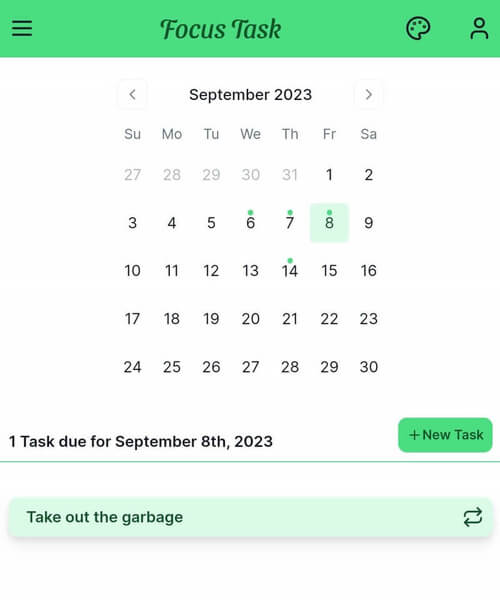 Focus Task
September 2023
Su Mo Tu We Th Fr Sa
27 28 29 30 31 1 2
3 4 5 6 7 8 9
10 11 12 13 14 15 16
17 18 19 20 21 22 23
24 25 26 27 28 29 30
1 Task due for September 8th, 2023
+ New Task
Take out the garbage